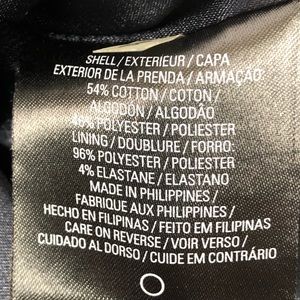 SHELL / EXTERIEUR / CAPA
EXTERIOR DE LA PRENDA / ARMAÇÃO:
54% COTTON / COTON /
ALGODÓN / ALGODÃO
46% POLYESTER / POLIESTER
LINING / DOUBLURE / FORRO:
96% POLYESTER / POLIESTER
4% ELASTANE / ELASTANO
MADE IN PHILIPPINES /
FABRIQUE AUX PHILIPPINES /
HECHO EN FILIPINAS / FEITO EM FILIPINAS
CARE ON REVERSE / VOIR VERSO /
CUIDADO AL DORSO / CUIDE EM CONTRÁRIO